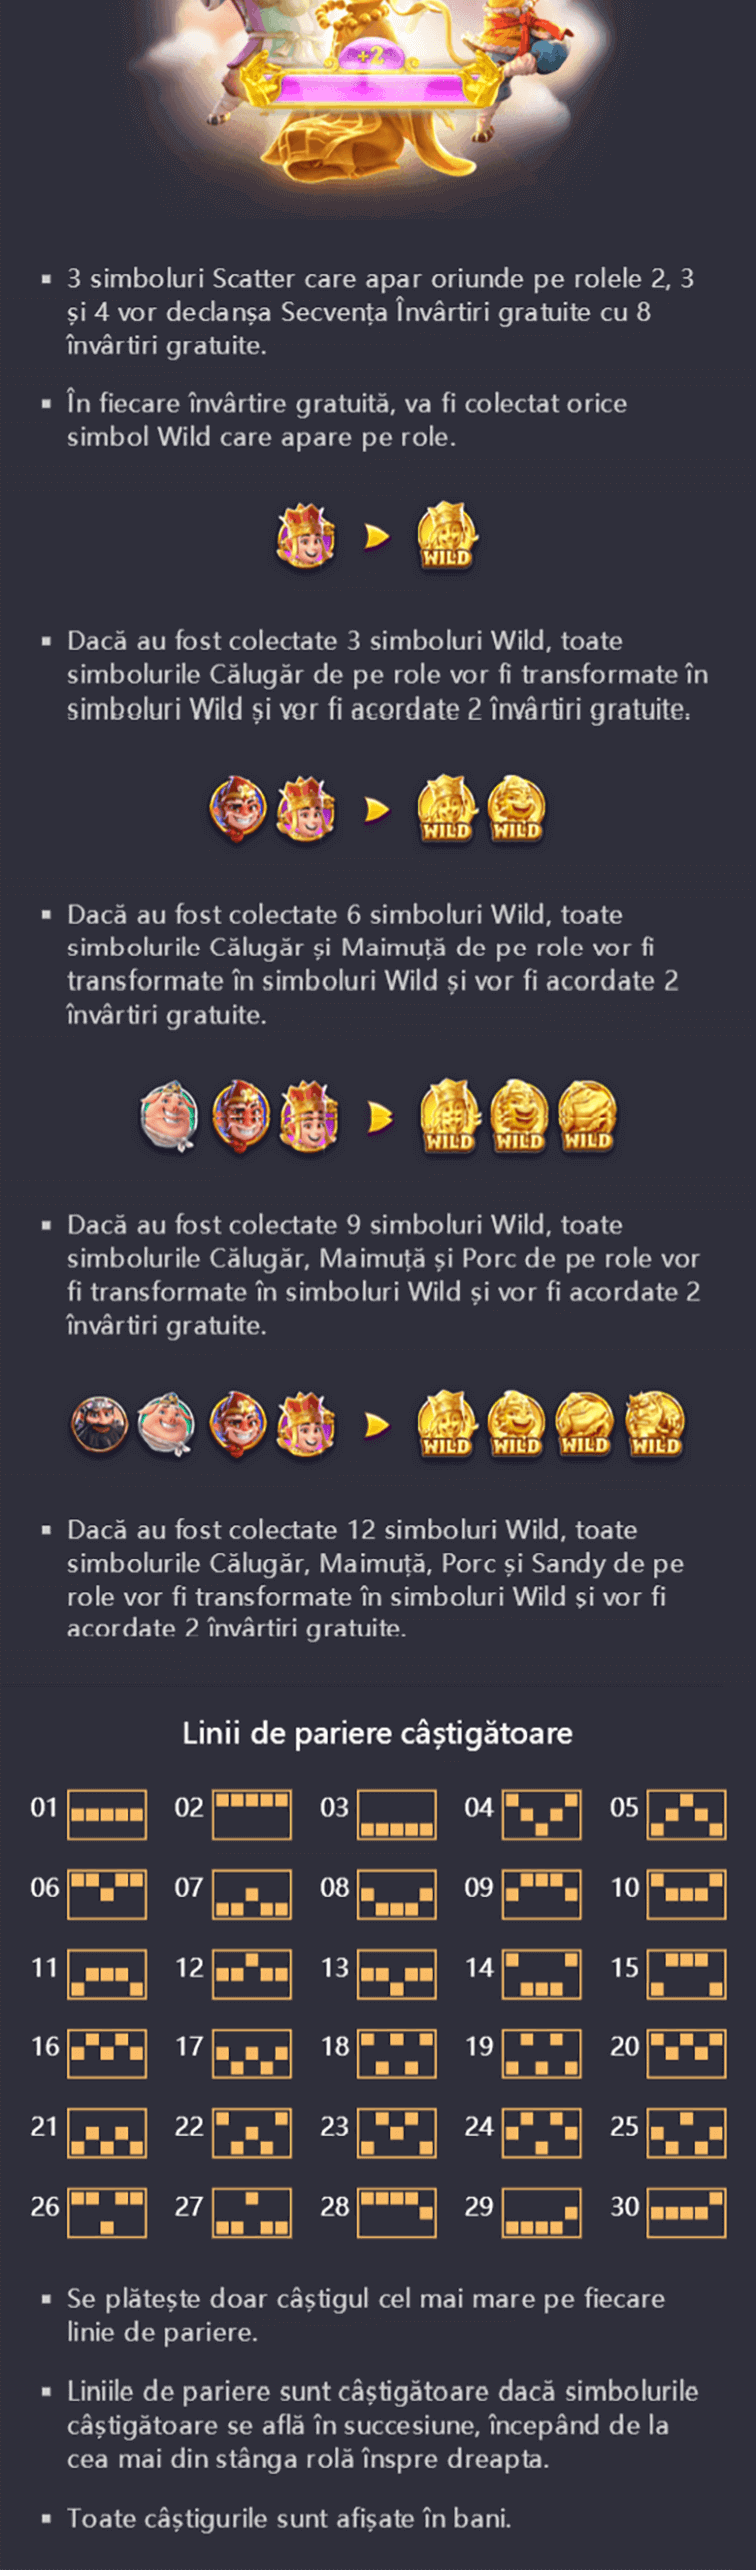 +2
3 simboluri Scatter care apar oriunde pe rolele 2, 3
și 4 vor declanșa Secvența Învârtiri gratuite cu 8
învârtiri gratuite.
În fiecare învârtire gratuită, va fi colectat orice
simbol Wild care apare pe role.
WILD
Dacă au fost colectate 3 simboluri Wild, toate
simbolurile Călugăr de pe role vor fi transformate în
simboluri Wild și vor fi acordate 2 învârtiri gratuite.
WILD WILD
Dacă au fost colectate 6 simboluri Wild, toate
simbolurile Călugăr și Maimuță de pe role vor fi
transformate în simboluri Wild și vor fi acordate 2
învârtiri gratuite.
WILD WILD WILD
Dacă au fost colectate 9 simboluri Wild, toate
simbolurile Călugăr, Maimuță și Porc de pe role vor
fi transformate în simboluri Wild și vor fi acordate 2
învârtiri gratuite.
WILD WILD WILD WILD
Dacă au fost colectate 12 simboluri Wild, toate
simbolurile Călugăr, Maimuță, Porc și Sandy de pe
role vor fi transformate în simboluri Wild și vor fi
acordate 2 învârtiri gratuite.
Linii de pariere câștigătoare
01 02 03 04 05
06 07 08 09 10
11 12 13 14 15
16 17 18 19 20
21 22 23 24 25
26 27 28 29 30
Se plătește doar câștigul cel mai mare pe fiecare
linie de pariere.
Liniile de pariere sunt câștigătoare dacă simbolurile
câștigătoare se află în succesiune, începând de la
cea mai din stânga rolă înspre dreapta.
Toate câștigurile sunt afișate în bani.